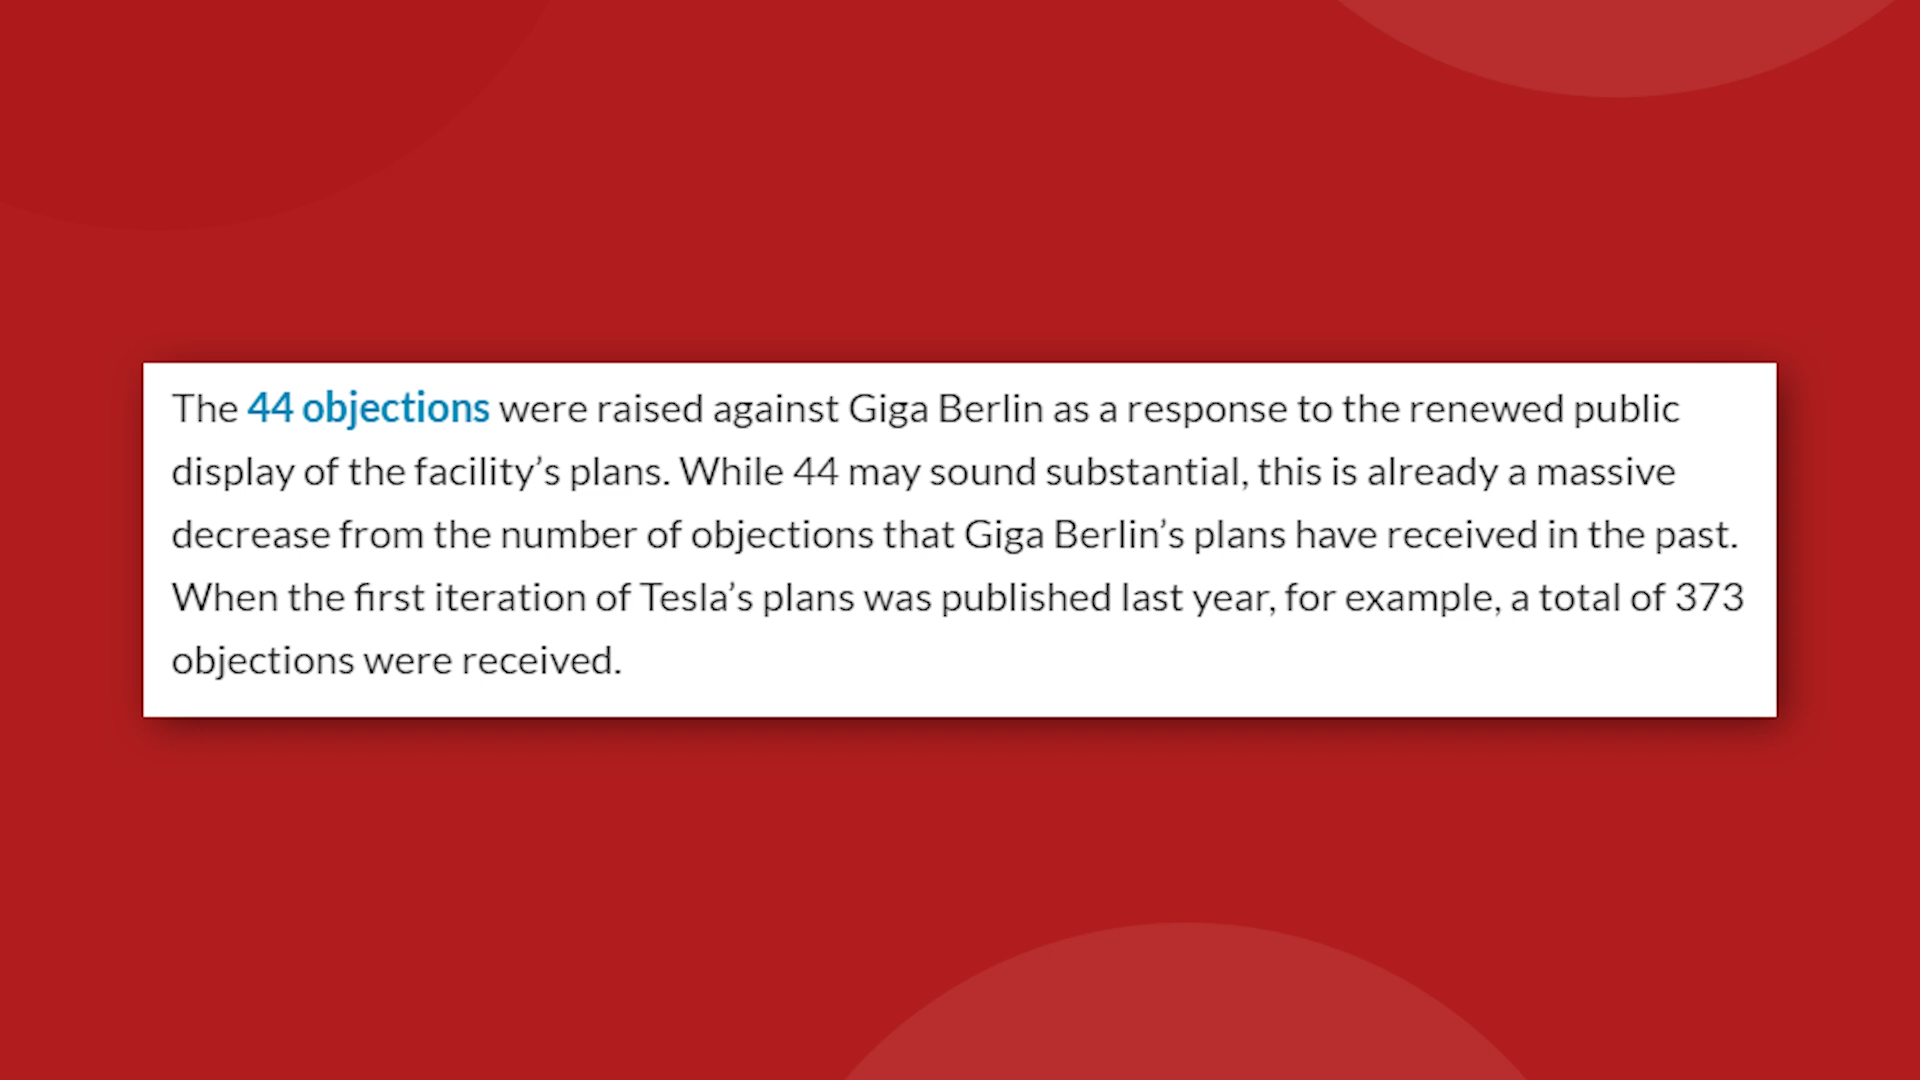 The 44 objections were raised against Giga Berlin as a response to the renewed public
display of the facility’s plans. While 44 may sound substantial, this is already a massive
decrease from the number of objections that Giga Berlin’s plans have received in the past.
When the first iteration of Tesla’s plans was published last year, for example, a total of 373
objections were received.